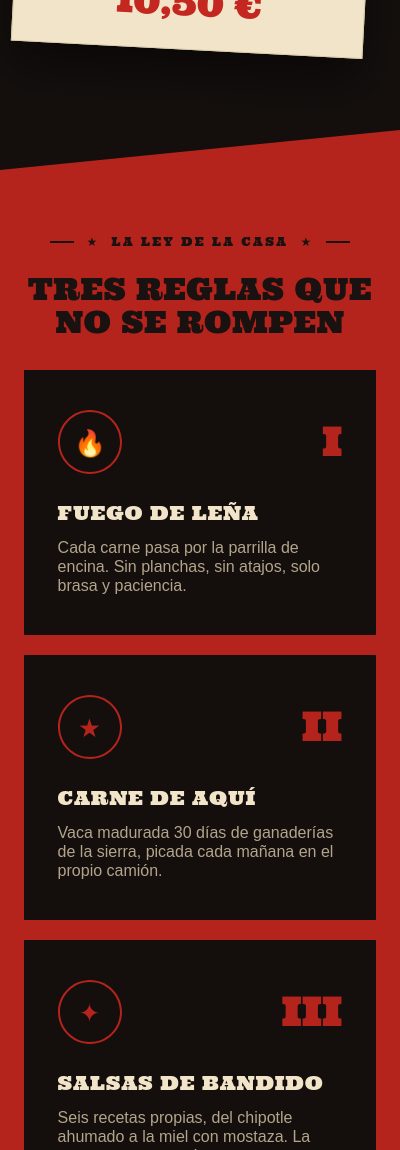 10,50 €
★ LA LEY DE LA CASA ★
TRES REGLAS QUE
NO SE ROMPEN
I
FUEGO DE LEÑA
Cada carne pasa por la parrilla de
encina. Sin planchas, sin atajos, solo
brasa y paciencia.
II
CARNE DE AQUÍ
Vaca madurada 30 días de ganaderías
de la sierra, picada cada mañana en el
propio camión.
III
SALSAS DE BANDIDO
Seis recetas propias, del chipotle
ahumado a la miel con mostaza. La